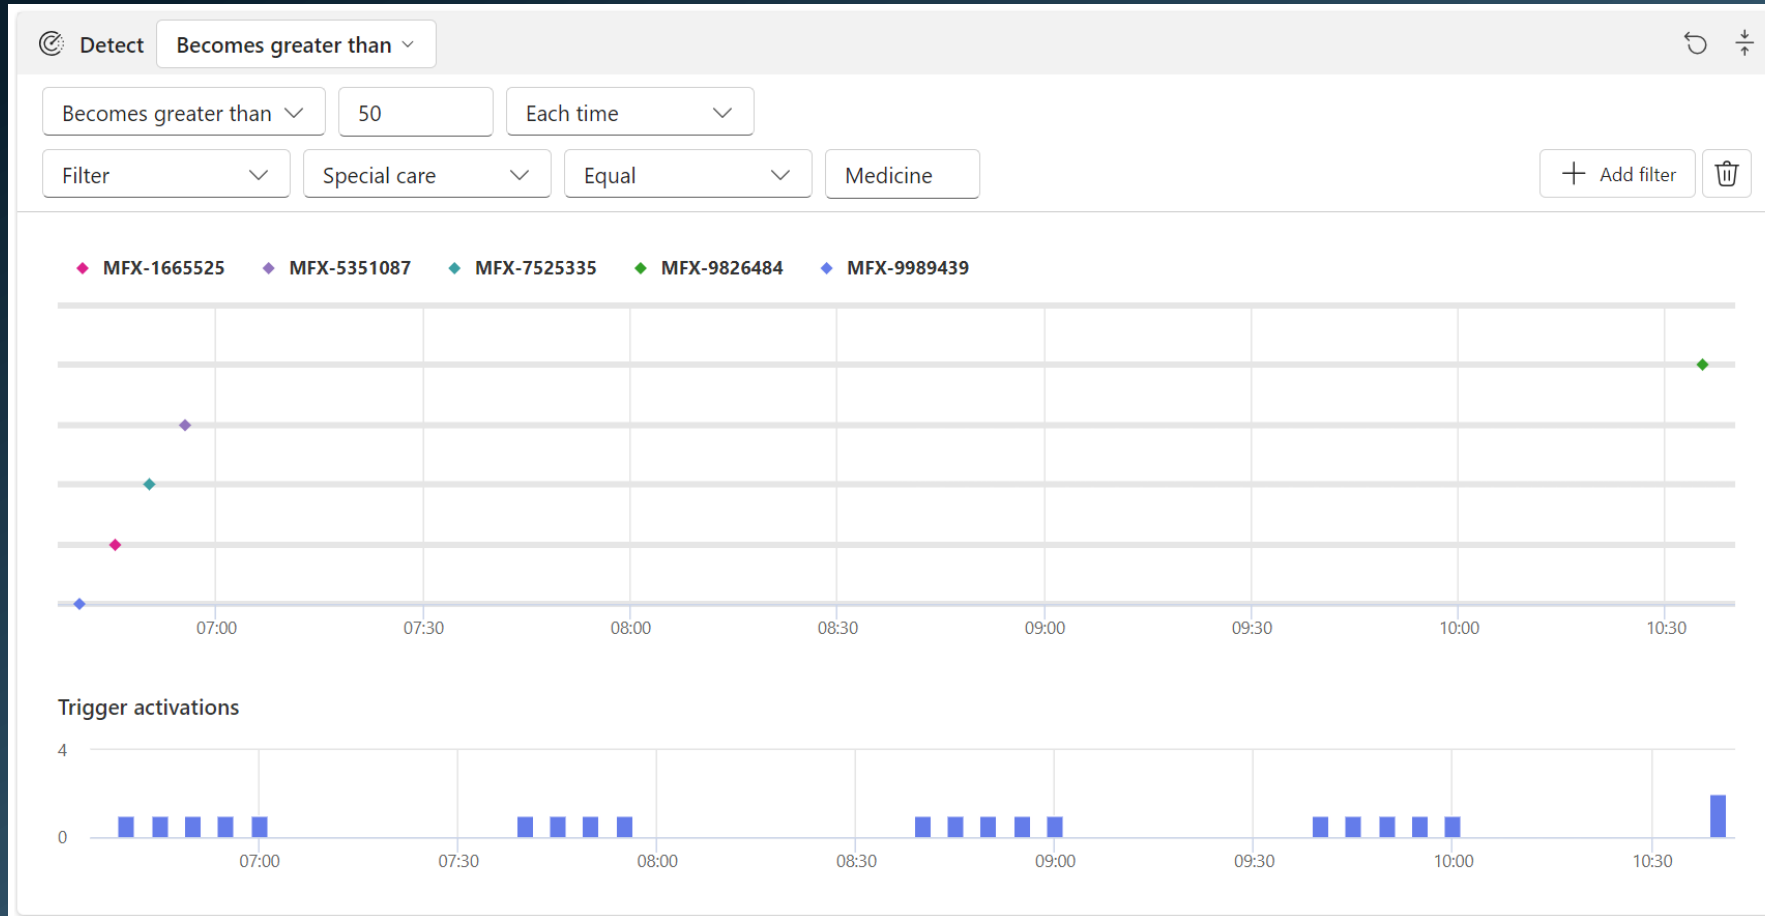 Detect Becomes greater than
Becomes greater than 50 Each time
Filter Special care Equal Medicine Add filter
MFX-1665525 MFX-5351087 MFX-7525335 MFX-9826484 MFX-9989439
07:00 07:30 08:00 08:30 09:00 09:30 10:00 10:30
Trigger activations
4
0
07:00 07:30 08:00 08:30 09:00 09:30 10:00 10:30